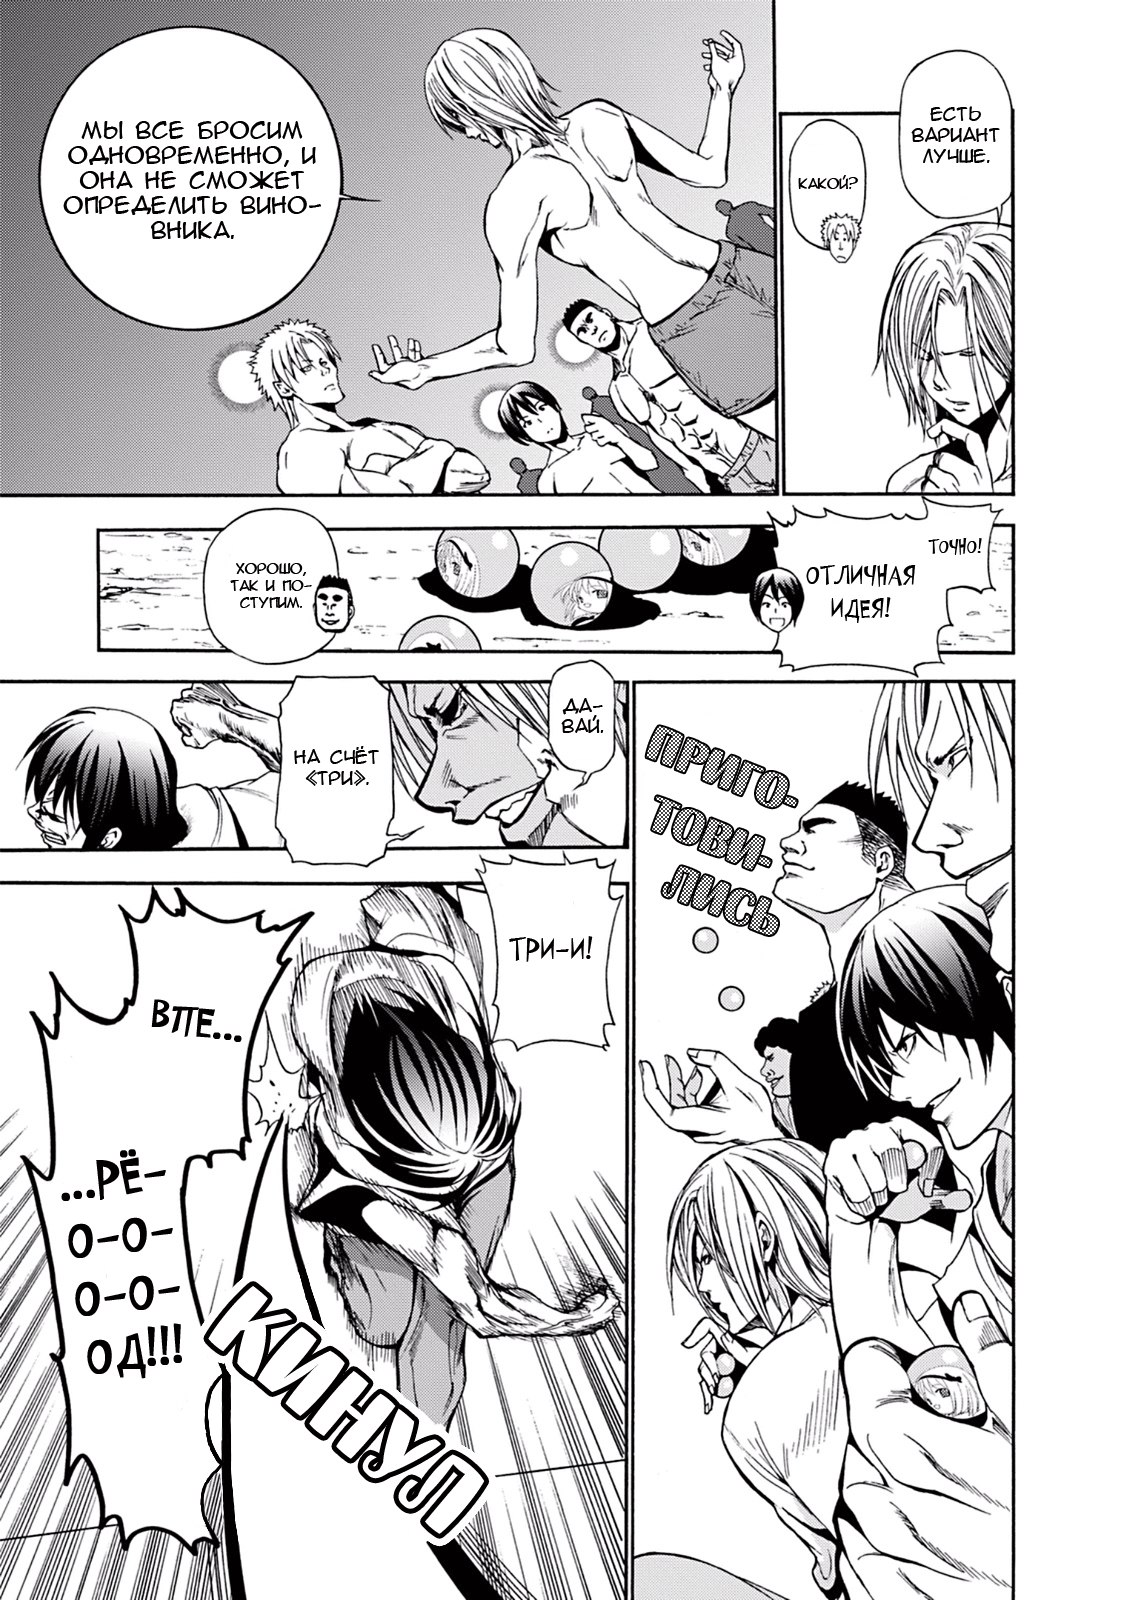 ЕСТЬ
ВАРИАНТ
ЛУЧШЕ.
КАКОЙ?
МЫ ВСЕ БРОСИМ
ОДНОВРЕМЕННО, И
ОНА НЕ СМОЖЕТ
ОПРЕДЕЛИТЬ ВИНО-
ВНИКА.
ТОЧНО!
ОТЛИЧНАЯ
ИДЕЯ!
ХОРОШО,
ТАК И ПО-
СТУПИМ.
ПРИГО-
ТОВИ-
ЛИСЬ
ДА-
ВАЙ.
НА СЧЁТ
«ТРИ».
ТРИ-И!
ВПЕ...
...РЁ-
О-О-
О-О-
ОД!!!
КИНУЛ